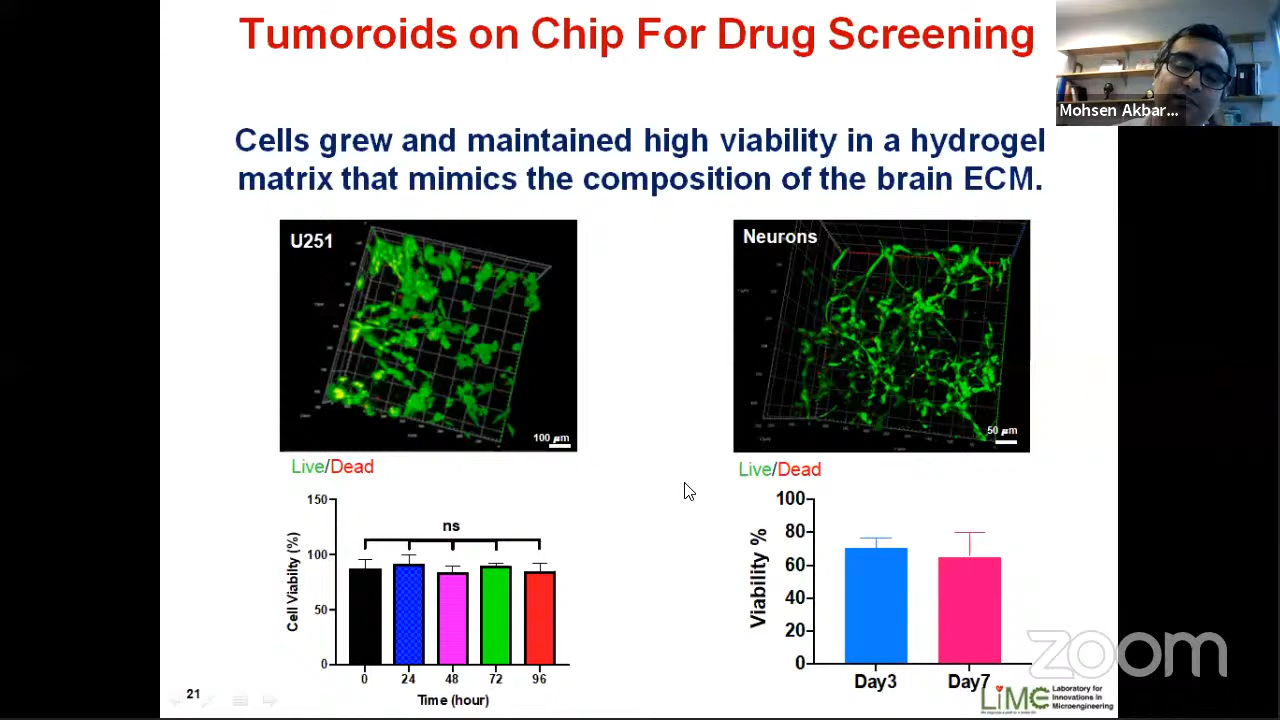 Tumoroids on Chip For Drug Screening
Mohsen Akbar...
Cells grew and maintained high viability in a hydrogel
matrix that mimics the composition of the brain ECM.
U251
100 μm
Live/Dead
Neurons
50 μm
Live/Dead
Cell Viabilty (%)
150
100
50
0
ns
0 24 48 72 96
Time (hour)
Viability %
100
80
60
40
20
0
Day3 Day7
zoom
21
LiME
Laboratory for
Innovations in
Microengineering